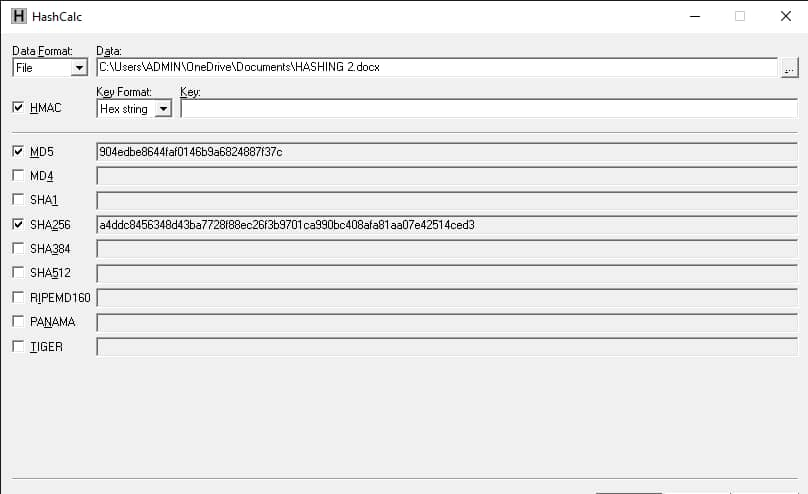 H HashCalc
Data Format: Data:
File C:\Users\ADMIN\OneDrive\Documents\HASHING 2.docx ...
Key Format: Key:
HMAC Hex string
MD5 904edbe8644faf0146b9a6824887f37c
MD4
SHA1
SHA256 a4ddc8456348d43ba7728f88ec26f3b9701ca990bc408afa81aa07e42514ced3
SHA384
SHA512
RIPEMD160
PANAMA
TIGER